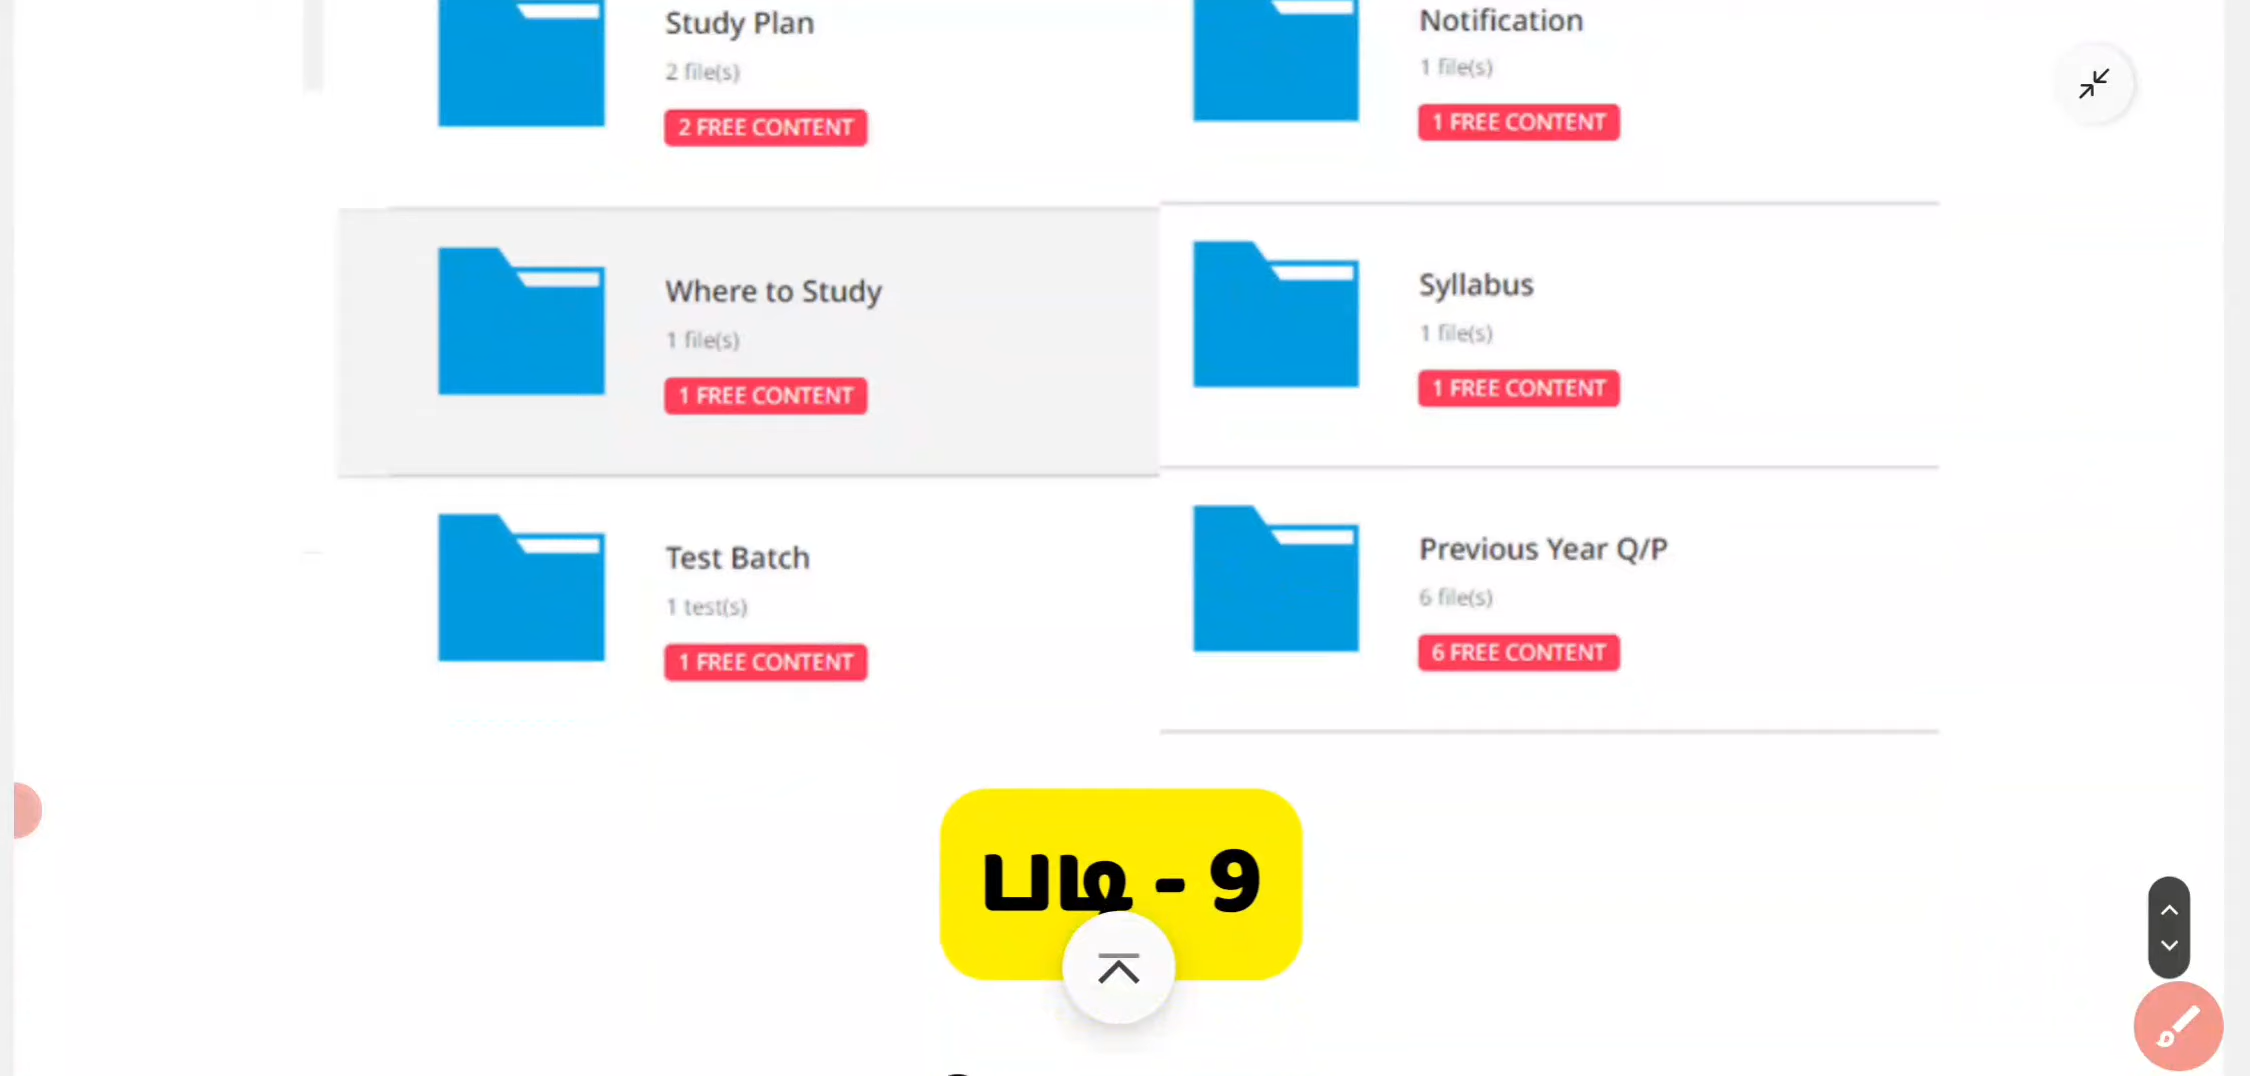 Study Plan
2 file(s)
2 FREE CONTENT
Notification
1 file(s)
1 FREE CONTENT
Where to Study
1 file(s)
1 FREE CONTENT
Syllabus
1 file(s)
1 FREE CONTENT
Test Batch
1 test(s)
1 FREE CONTENT
Previous Year Q/P
6 file(s)
6 FREE CONTENT
படி - 9